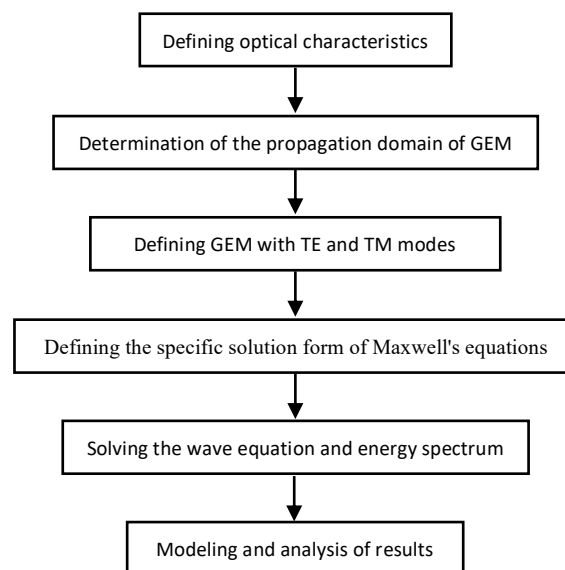 Defining optical characteristics
Determination of the propagation domain of GEM
Defining GEM with TE and TM modes
Defining the specific solution form of Maxwell's equations
Solving the wave equation and energy spectrum
Modeling and analysis of results